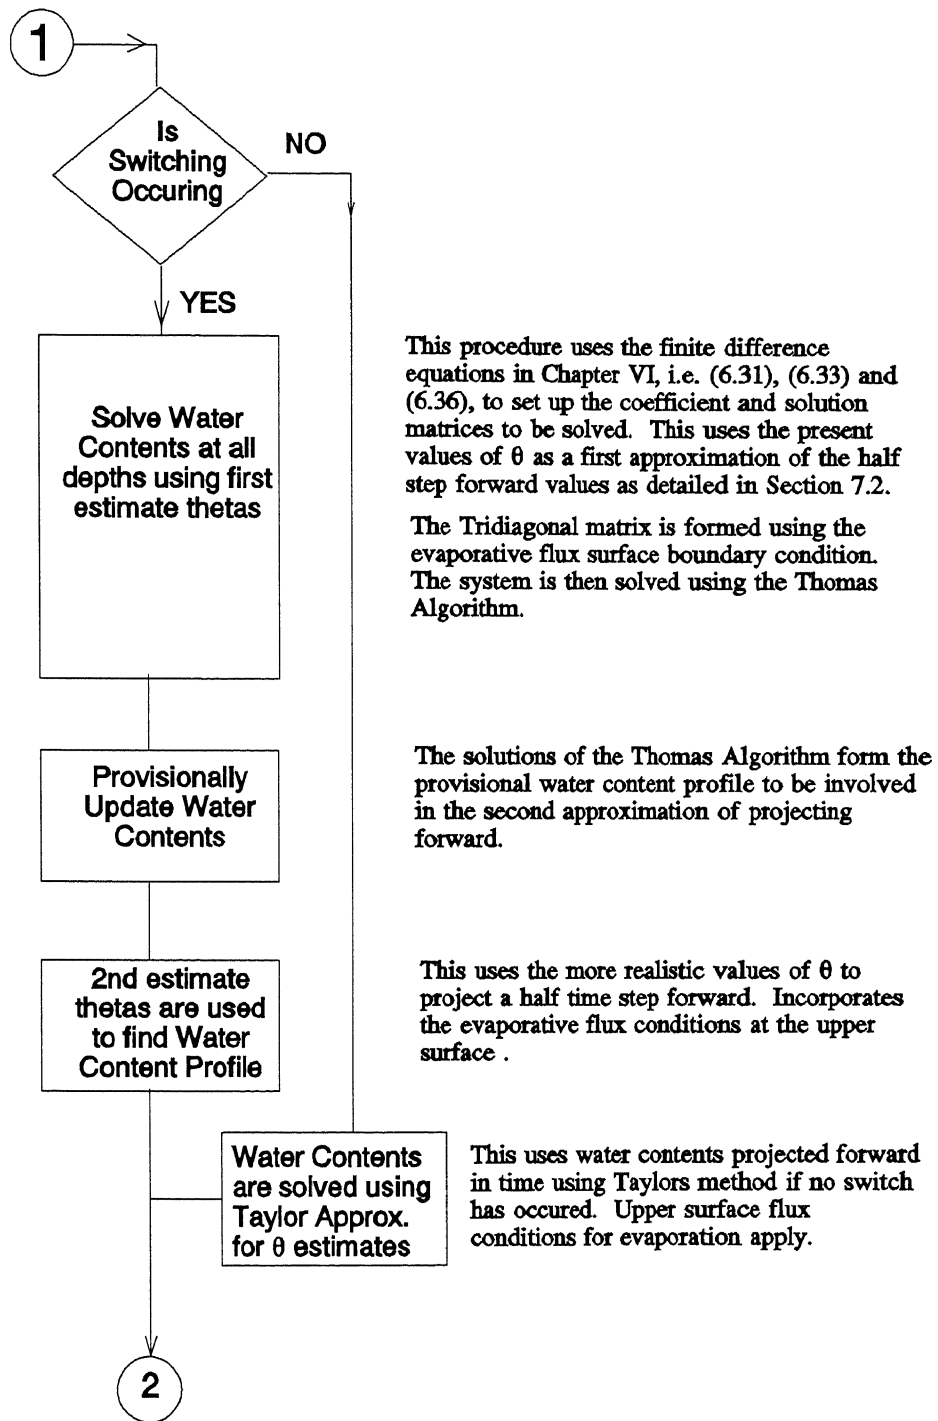 1
Is
Switching
Occuring
NO
YES
Solve Water
Contents at all
depths using first
estimate thetas
This procedure uses the finite difference
equations in Chapter VI, i.e. (6.31), (6.33) and
(6.36), to set up the coefficient and solution
matrices to be solved. This uses the present
values of θ as a first approximation of the half
step forward values as detailed in Section 7.2.
The Tridiagonal matrix is formed using the
evaporative flux surface boundary condition.
The system is then solved using the Thomas
Algorithm.
Provisionally
Update Water
Contents
The solutions of the Thomas Algorithm form the
provisional water content profile to be involved
in the second approximation of projecting
forward.
2nd estimate
thetas are used
to find Water
Content Profile
This uses the more realistic values of θ to
project a half time step forward. Incorporates
the evaporative flux conditions at the upper
surface .
Water Contents
are solved using
Taylor Approx.
for θ estimates
This uses water contents projected forward
in time using Taylors method if no switch
has occured. Upper surface flux
conditions for evaporation apply.
2